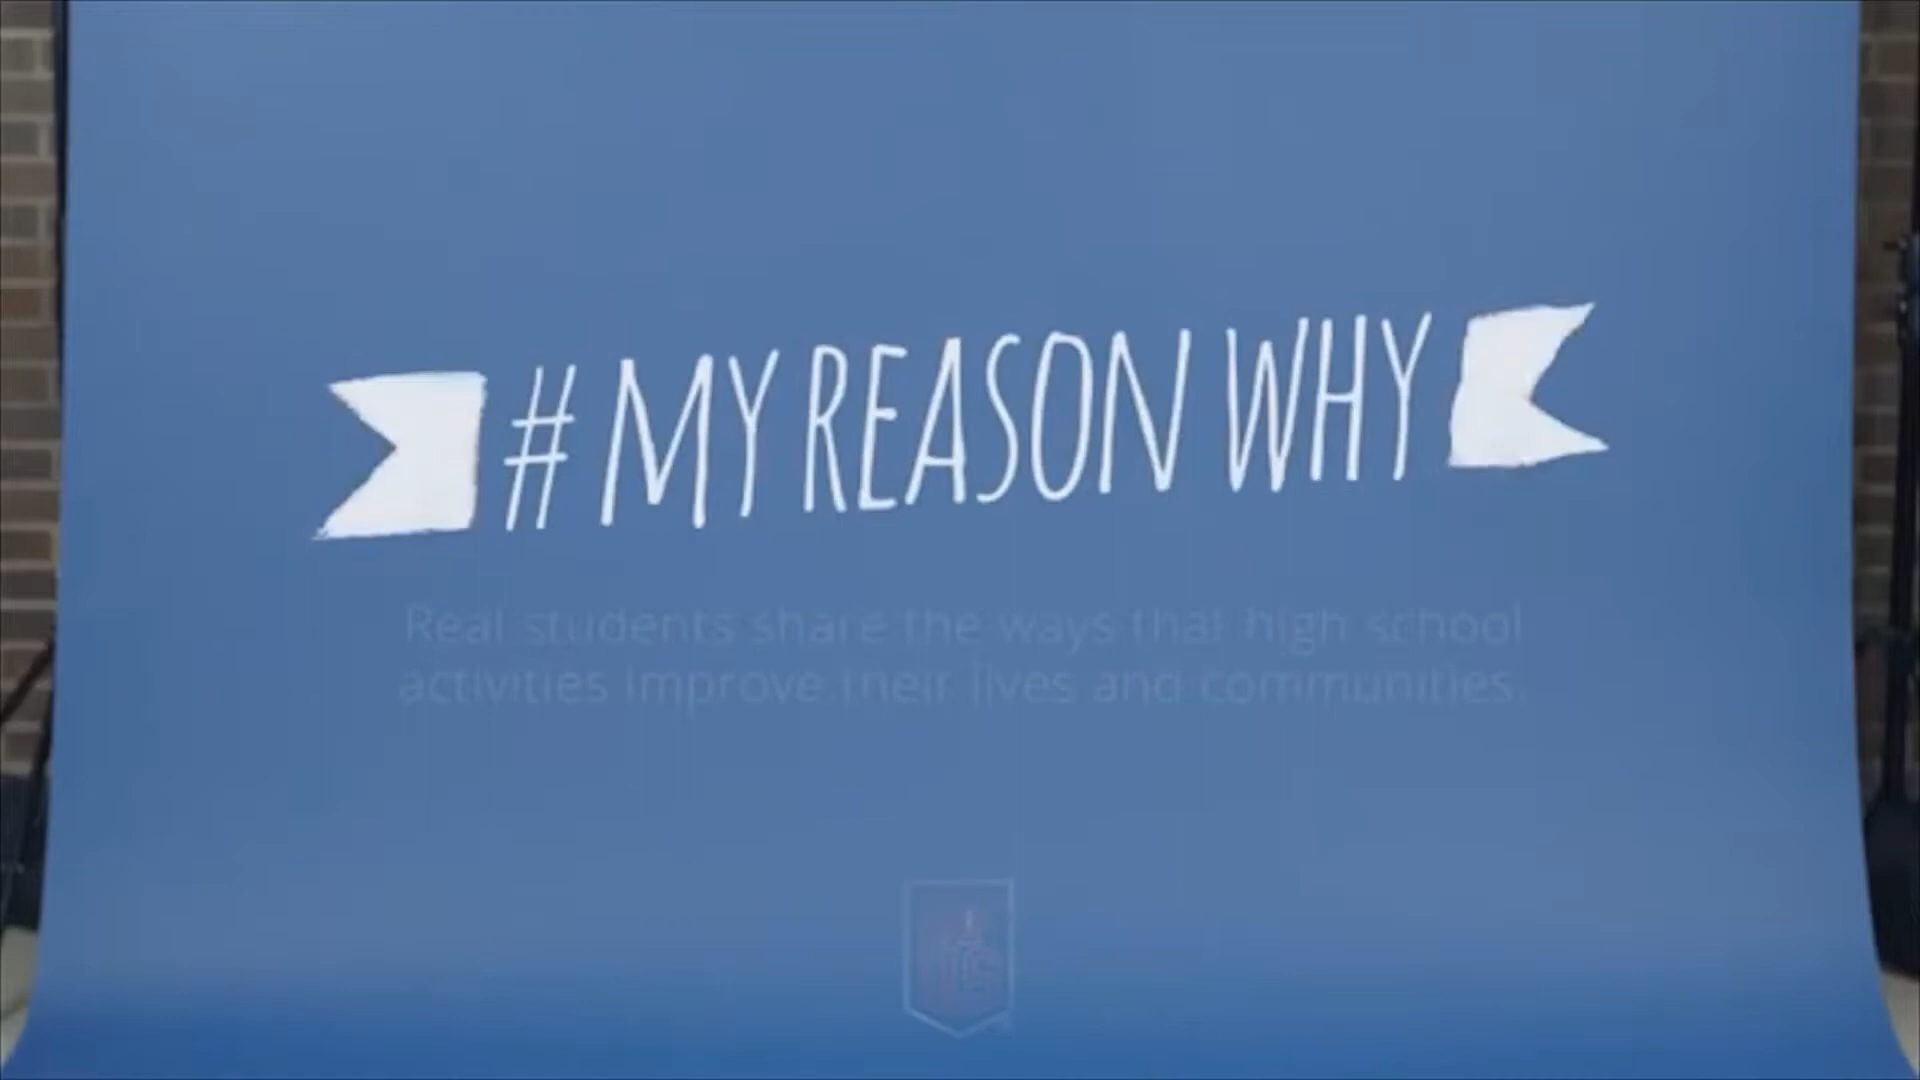 # MY REASON WHY
Real students share the ways that high school
activities improve their lives and communities.